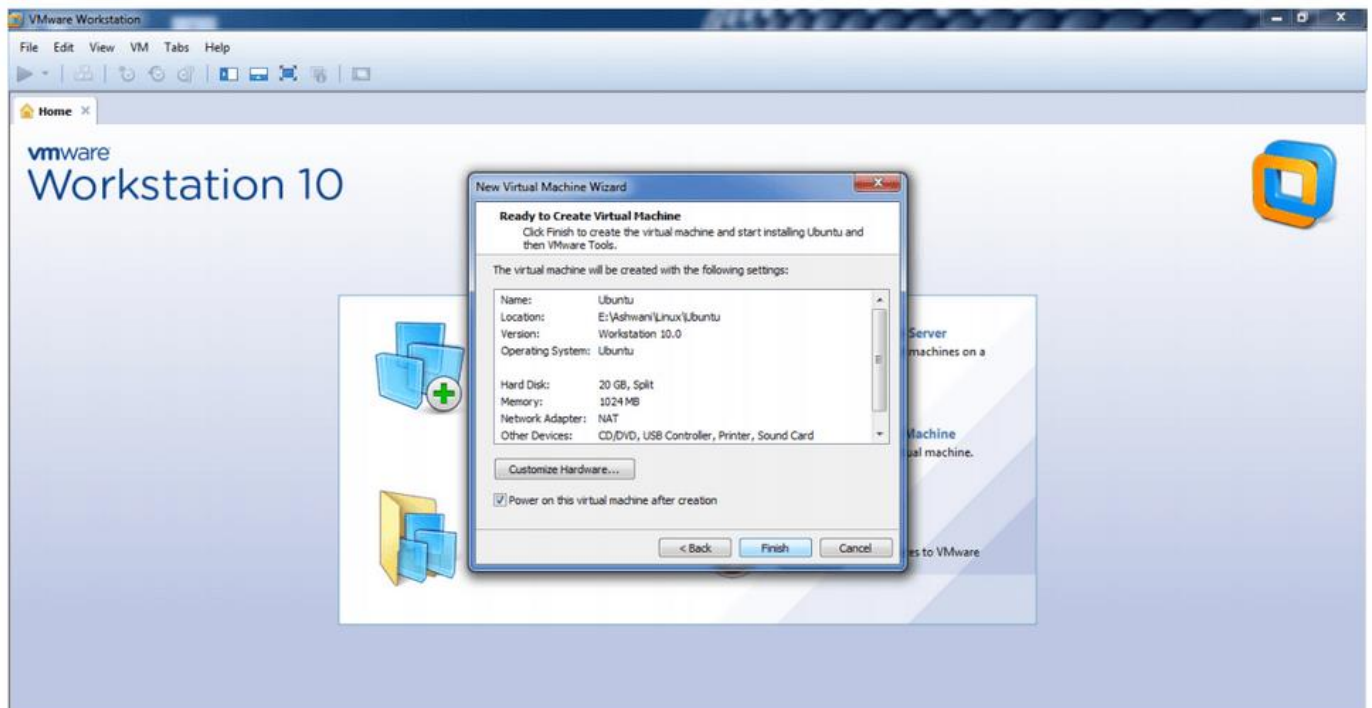 VMware Workstation
File Edit View VM Tabs Help
Home
vmware
Workstation 10
New Virtual Machine Wizard
Ready to Create Virtual Machine
Click Finish to create the virtual machine and start installing Ubuntu and
then VMware Tools.
The virtual machine will be created with the following settings:
Name: Ubuntu
Location: E:\Ashwani\Linux\Ubuntu
Version: Workstation 10.0
Operating System: Ubuntu
Hard Disk: 20 GB, Split
Memory: 1024 MB
Network Adapter: NAT
Other Devices: CD/DVD, USB Controller, Printer, Sound Card
Customize Hardware...
Power on this virtual machine after creation
< Back Finish Cancel
Server
machines on a
Machine
ual machine.
es to VMware